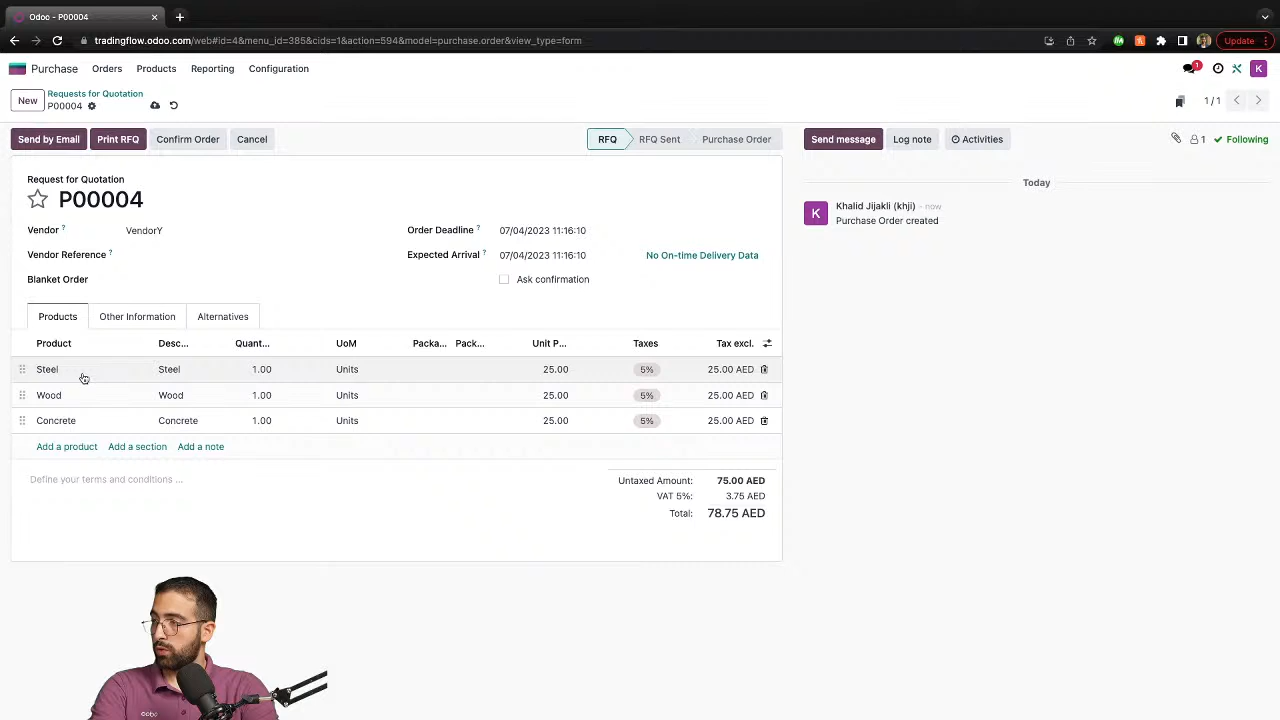 Odoo - P00004
tradingflow.odoo.com/web#id=4&menu_id=385&cids=1&action=594&model=purchase.order&view_type=form
Update
Purchase Orders Products Reporting Configuration
1 K
New Requests for Quotation
P00004
1 / 1
Send by Email Print RFQ Confirm Order Cancel RFQ RFQ Sent Purchase Order
Send message Log note Activities 1 Following
Request for Quotation
P00004
Today
K Khalid Jijakli (khji) - now
Purchase Order created
Vendor ? VendorY Order Deadline ? 07/04/2023 11:16:10
Vendor Reference ? Expected Arrival ? 07/04/2023 11:16:10 No On-time Delivery Data
Blanket Order Ask confirmation
Products Other Information Alternatives
Product Desc... Quant... UoM Packa... Pack... Unit P... Taxes Tax excl.
Steel Steel 1.00 Units 25.00 5% 25.00 AED
Wood Wood 1.00 Units 25.00 5% 25.00 AED
Concrete Concrete 1.00 Units 25.00 5% 25.00 AED
Add a product Add a section Add a note
Define your terms and conditions ...
Untaxed Amount: 75.00 AED
VAT 5%: 3.75 AED
Total: 78.75 AED
odoo